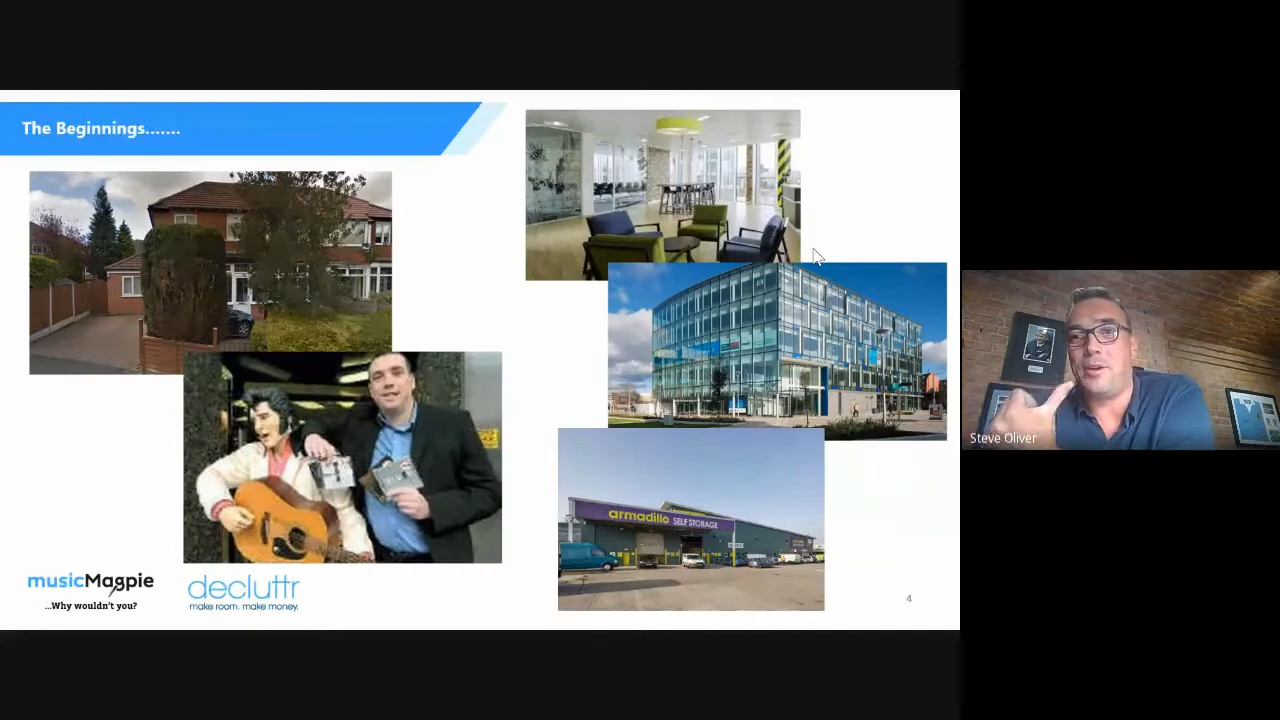 The Beginnings.......
armadillo SELF STORAGE
musicMagpie
...Why wouldn't you?
decluttr
make room. make money.
4
Steve Oliver